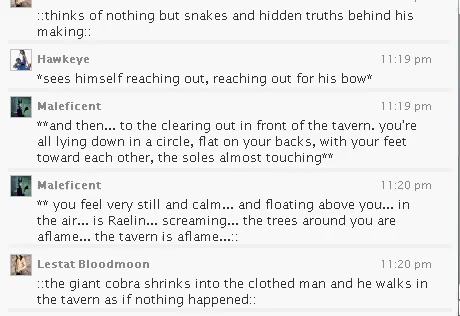 ::thinks of nothing but snakes and hidden truths behind his
making::
Hawkeye 11:19 pm
*sees himself reaching out, reaching out for his bow*
Maleficent 11:19 pm
**and then... to the clearing out in front of the tavern. you're
all lying down in a circle, flat on your backs, with your feet
toward each other, the soles almost touching**
Maleficent 11:20 pm
** you feel very still and calm... and floating above you... in
the air... is Raelin... screaming... the trees around you are
aflame... the tavern is aflame...::
Lestat Bloodmoon 11:20 pm
::the giant cobra shrinks into the clothed man and he walks in
the tavern as if nothing happened::